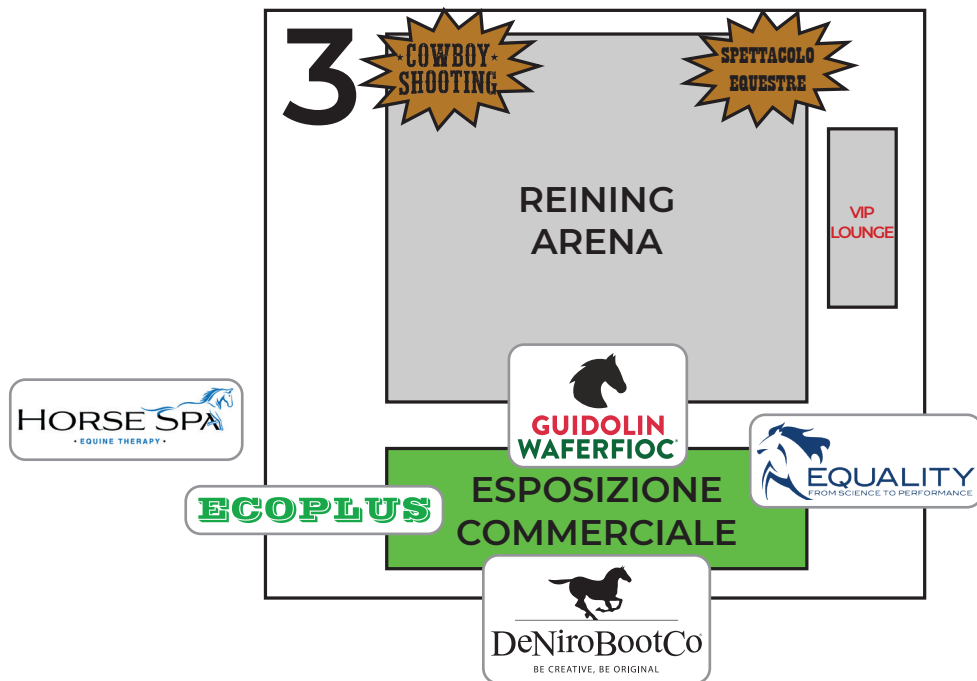 3
COWBOY
SHOOTING
SPETTACOLO
EQUESTRE
REINING
ARENA
VIP
LOUNGE
HORSE SPA
• EQUINE THERAPY •
GUIDOLIN
WAFERFIOC®
EQUALITY
FROM SCIENCE TO PERFORMANCE
ECOPLUS
ESPOSIZIONE
COMMERCIALE
DeNiroBootCo®
BE CREATIVE, BE ORIGINAL